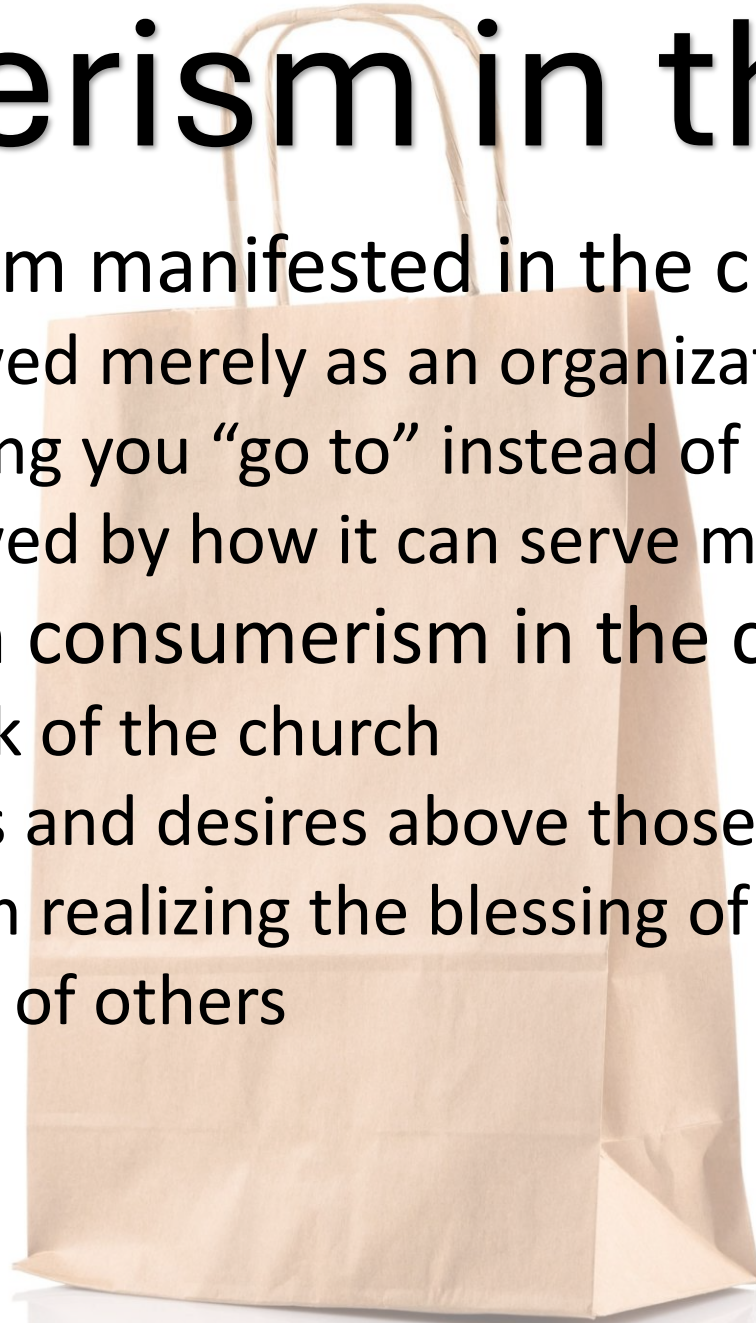 erism in th
m manifested in the c
ved merely as an organizat
ng you “go to” instead of
ved by how it can serve m
n consumerism in the c
k of the church
s and desires above those
m realizing the blessing of
of others